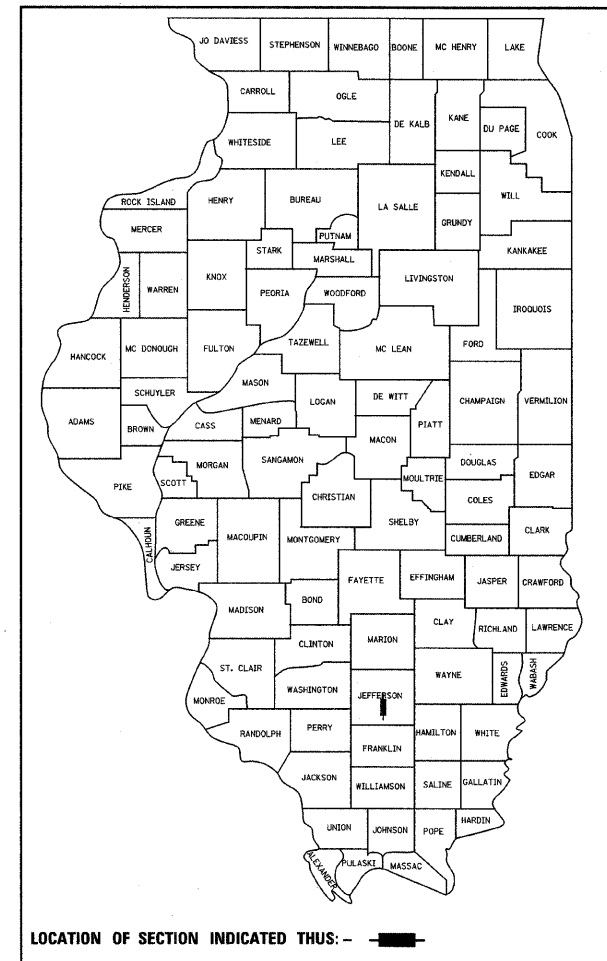 JO DAVIESS
STEPHENSON
WINNEBAGO
BOONE
MC HENRY
LAKE
CARROLL
OGLE
DE KALB
KANE
DU PAGE
COOK
WHITESIDE
LEE
KENDALL
WILL
ROCK ISLAND
HENRY
BUREAU
LA SALLE
GRUNDY
MERCER
PUTNAM
KANKAKEE
STARK
MARSHALL
HENDERSON
WARREN
KNOX
PEORIA
WOODFORD
LIVINGSTON
IROQUOIS
HANCOCK
MC DONOUGH
FULTON
TAZEWELL
MC LEAN
FORD
SCHUYLER
MASON
LOGAN
DE WITT
CHAMPAIGN
VERMILION
ADAMS
BROWN
CASS
MENARD
MACON
PIATT
PIKE
SCOTT
MORGAN
SANGAMON
CHRISTIAN
MOULTRIE
DOUGLAS
EDGAR
COLES
GREENE
MACOUPIN
MONTGOMERY
SHELBY
CUMBERLAND
CLARK
CALHOUN
JERSEY
FAYETTE
EFFINGHAM
JASPER
CRAWFORD
MADISON
BOND
CLAY
RICHLAND
LAWRENCE
CLINTON
MARION
ST. CLAIR
WAYNE
EDWARDS
WABASH
MONROE
WASHINGTON
JEFFERSON
RANDOLPH
PERRY
HAMILTON
WHITE
FRANKLIN
JACKSON
WILLIAMSON
SALINE
GALLATIN
UNION
JOHNSON
POPE
HARDIN
ALEXANDER
PULASKI
MASSAC
LOCATION OF SECTION INDICATED THUS: -